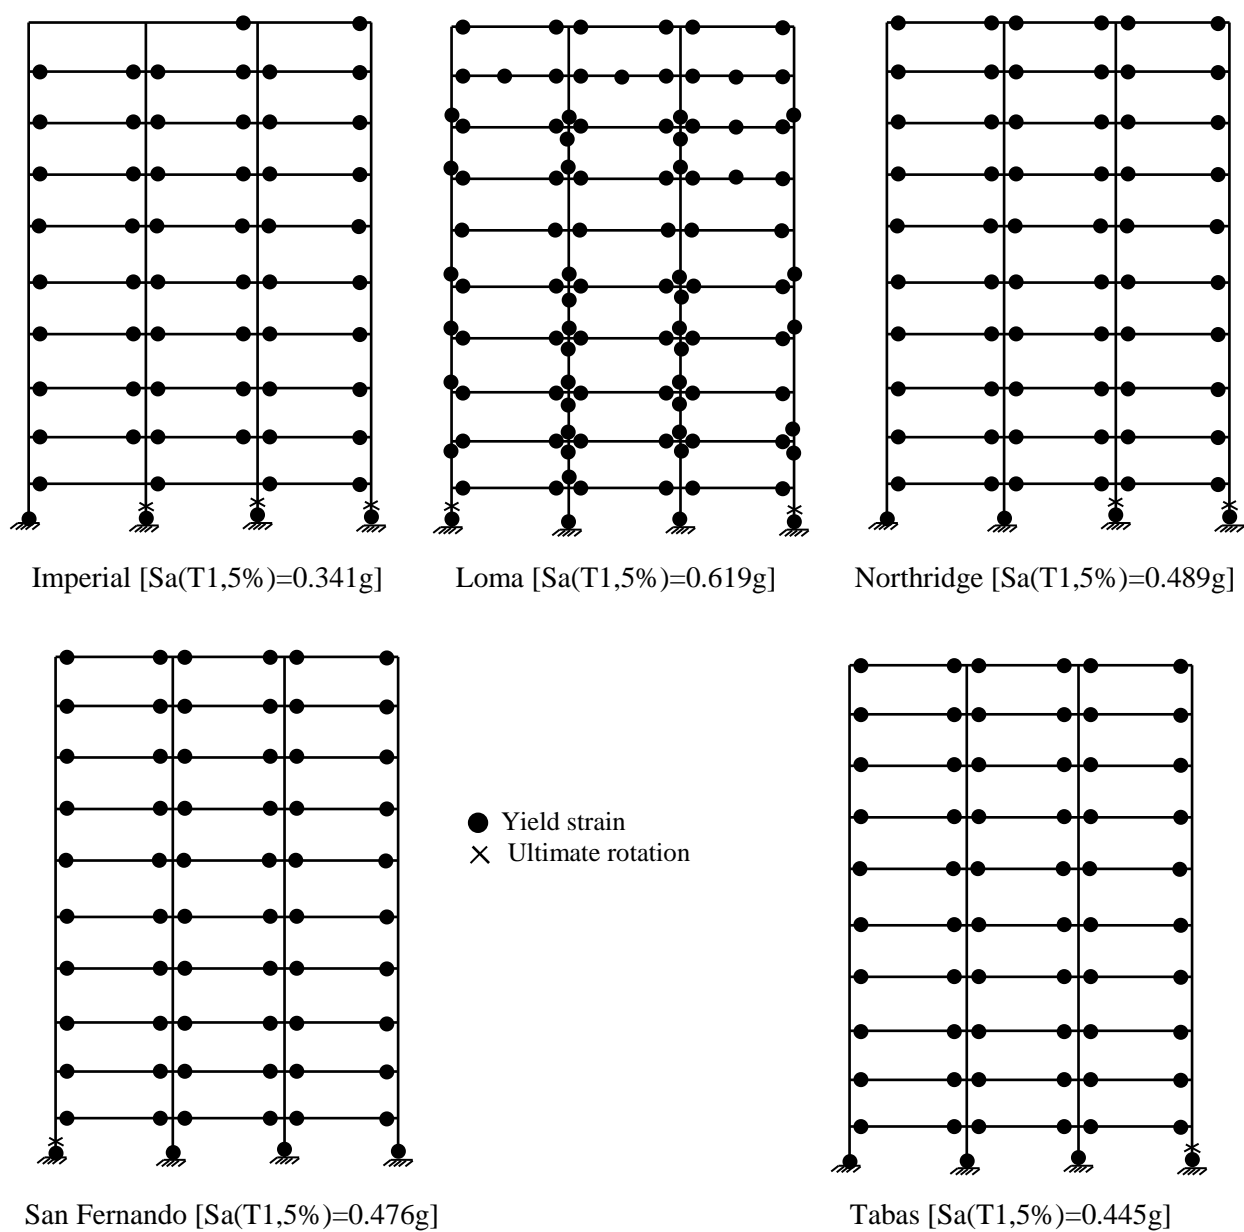 Imperial [Sa(T1,5%)=0.341g]
Loma [Sa(T1,5%)=0.619g]
Northridge [Sa(T1,5%)=0.489g]
Yield strain
Ultimate rotation
San Fernando [Sa(T1,5%)=0.476g]
Tabas [Sa(T1,5%)=0.445g]